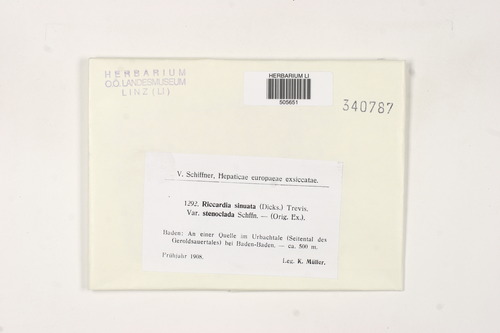 HERBARIUM
O.Ö. LANDESMUSEUM
LINZ (LI)
HERBARIUM LI
505651
340787
V. Schiffner, Hepaticae europaeae exsiccatae.
1292. Riccardia sinuata (Dicks.) Trevis.
Var. stenoclada Schffn. — (Orig. Ex.).
Baden: An einer Quelle im Urbachtale (Seitental des
Geroldsauertales) bei Baden-Baden. — ca. 500 m.
Frühjahr 1908.
Leg. K. Müller.